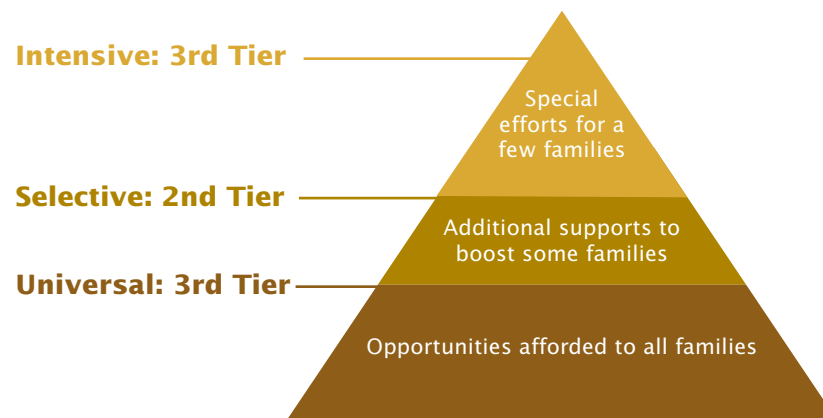 Intensive: 3rd Tier
Special
efforts for a
few families
Selective: 2nd Tier
Additional supports to
boost some families
Universal: 3rd Tier
Opportunities afforded to all families